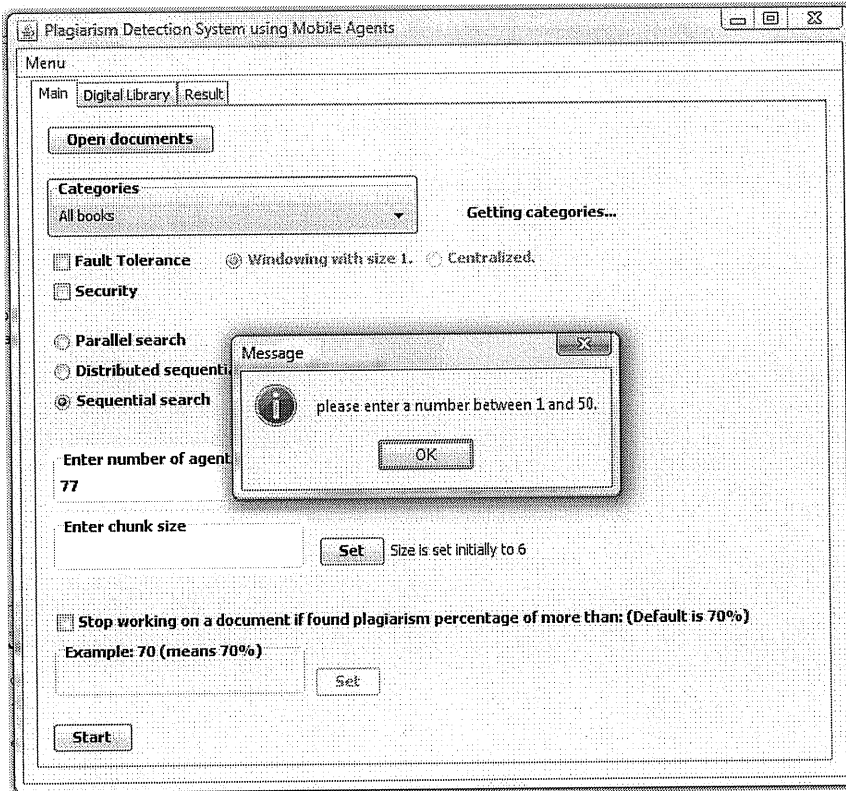 Plagiarism Detection System using Mobile Agents
Menu
Main Digital Library Result
Open documents
Categories
All books
Getting categories...
Fault Tolerance Windowing with size 1. Centralized.
Security
Parallel search
Distributed sequenti
Sequential search
Message
please enter a number between 1 and 50.
OK
Enter number of agent
77
Enter chunk size
Set Size is set initially to 6
Stop working on a document if found plagiarism percentage of more than: (Default is 70%)
Example: 70 (means 70%)
Set
Start